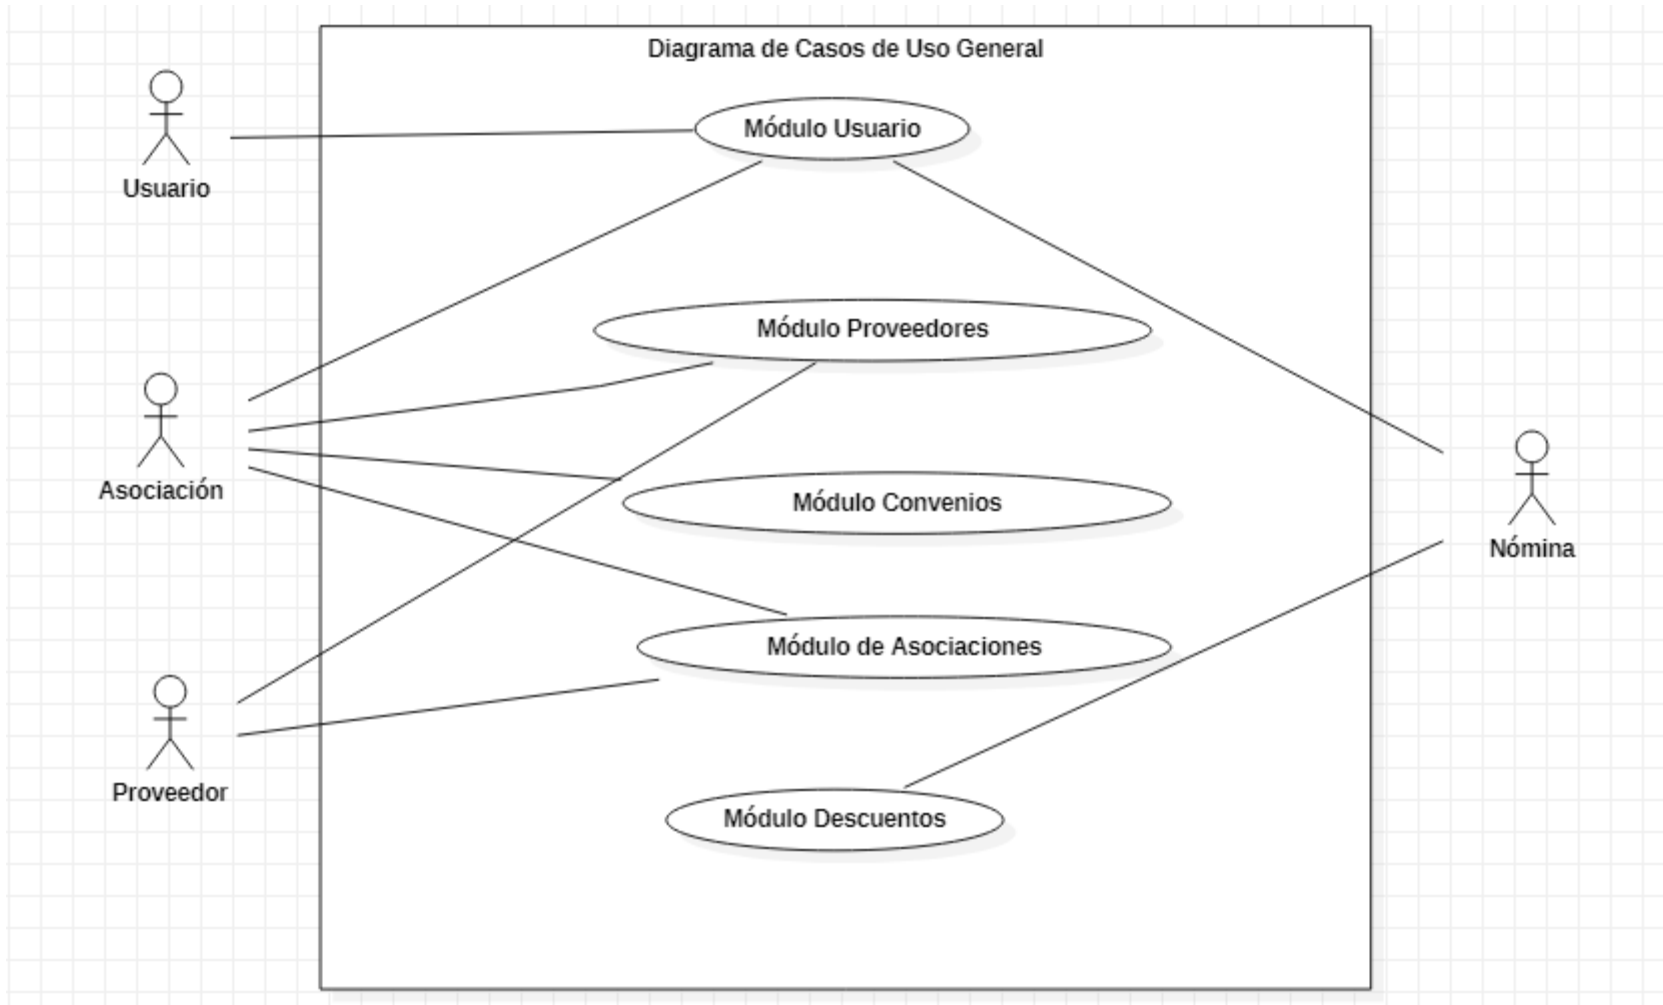 Diagrama de Casos de Uso General
Módulo Usuario
Usuario
Módulo Proveedores
Asociación
Módulo Convenios
Nómina
Módulo de Asociaciones
Proveedor
Módulo Descuentos